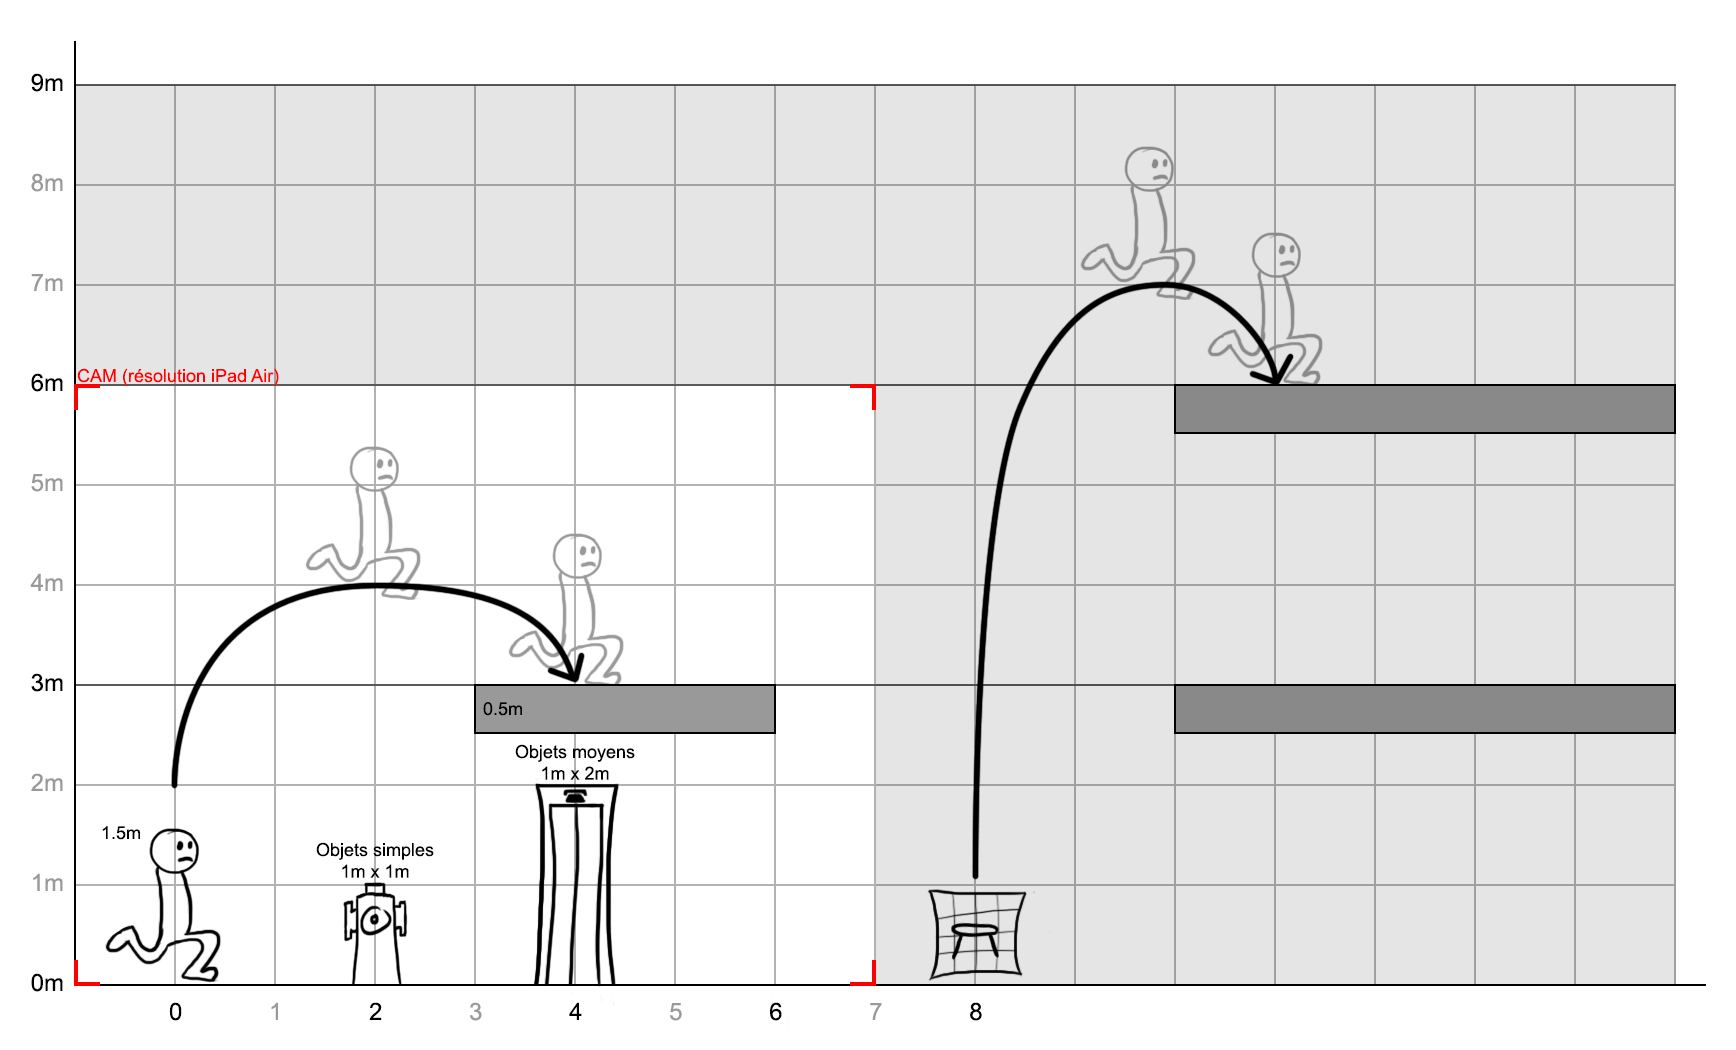 9m
8m
7m
CAM (résolution iPad Air)
6m
5m
4m
3m
0.5m
Objets moyens
1m x 2m
2m
1.5m
Objets simples
1m x 1m
1m
0m
0 1 2 3 4 5 6 7 8